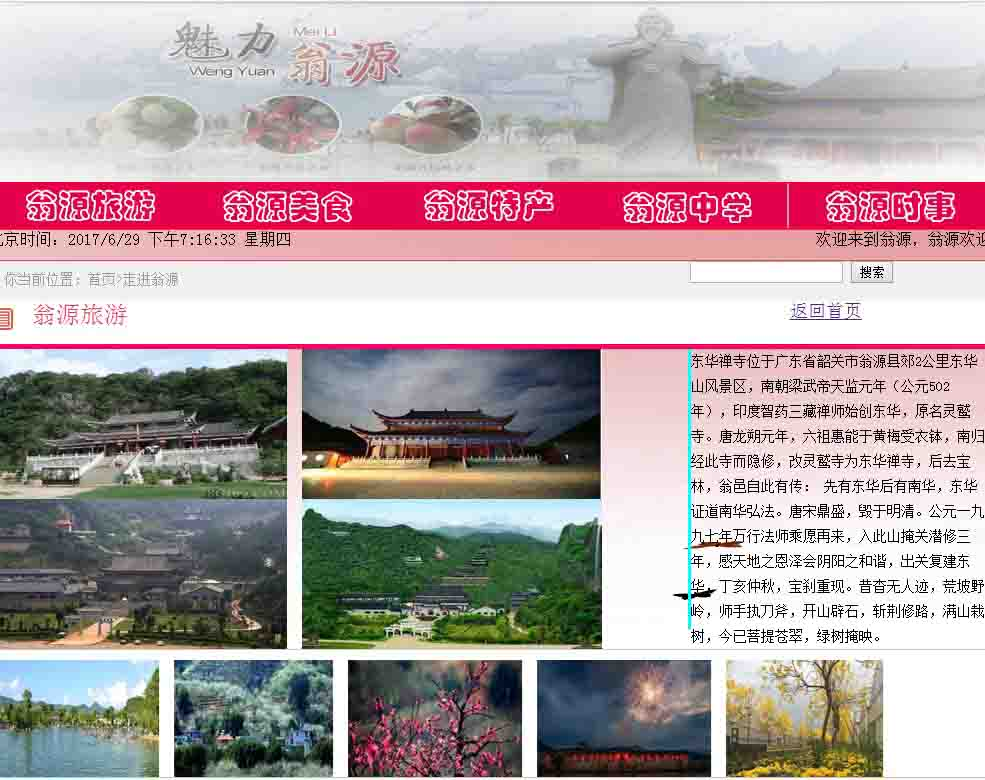 魅力 Mei Li
Weng Yuan 翁源
翁源旅游 翁源美食 翁源特产 翁源中学 翁源时事
京时间：2017/6/29 下午7:16:33 星期四 欢迎来到翁源，翁源欢迎
你当前位置：首页>走进翁源 搜索
翁源旅游 返回首页
东华禅寺位于广东省韶关市翁源县郊2公里东华
山风景区，南朝梁武帝天监元年（公元502
年），印度智药三藏禅师始创东华，原名灵鹫
寺。唐龙朔元年，六祖惠能于黄梅受衣钵，南归
经此寺而隐修，改灵鹫寺为东华禅寺，后去宝
林，翁邑自此有传： 先有东华后有南华，东华
证道南华弘法。唐宋鼎盛，毁于明清。公元一九
九七年万行法师乘愿再来，入此山掩关潜修三
年，感天地之恩泽会阴阳之和谐，出关复建东
华，丁亥仲秋，宝刹重现。昔杳无人迹，荒坡野
岭，师手执刀斧，开山辟石，斩荆修路，满山栽
树，今已菩提荟翠，绿树掩映。